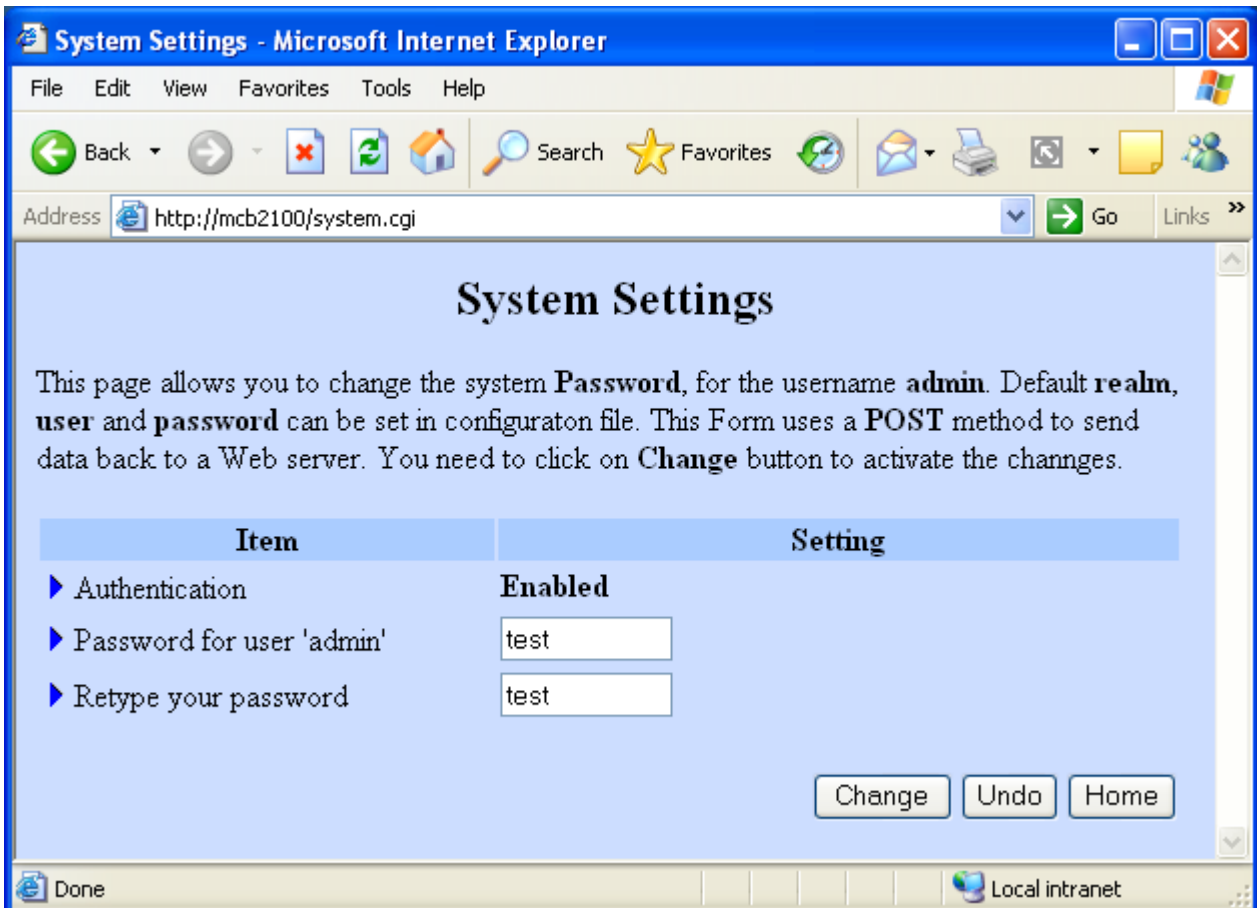 System Settings - Microsoft Internet Explorer
File Edit View Favorites Tools Help
Back Search Favorites
Address http://mcb2100/system.cgi Go Links »
System Settings
This page allows you to change the system Password, for the username admin. Default realm,
user and password can be set in configuraton file. This Form uses a POST method to send
data back to a Web server. You need to click on Change button to activate the channges.
Item Setting
Authentication Enabled
Password for user 'admin' test
Retype your password test
Change Undo Home
Done Local intranet